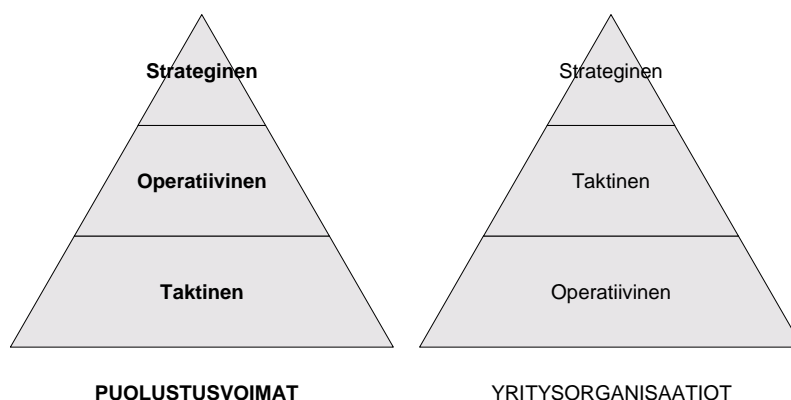 Strateginen
Operatiivinen
Taktinen
PUOLUSTUSVOIMAT
Strateginen
Taktinen
Operatiivinen
YRITYSORGANISAATIOT